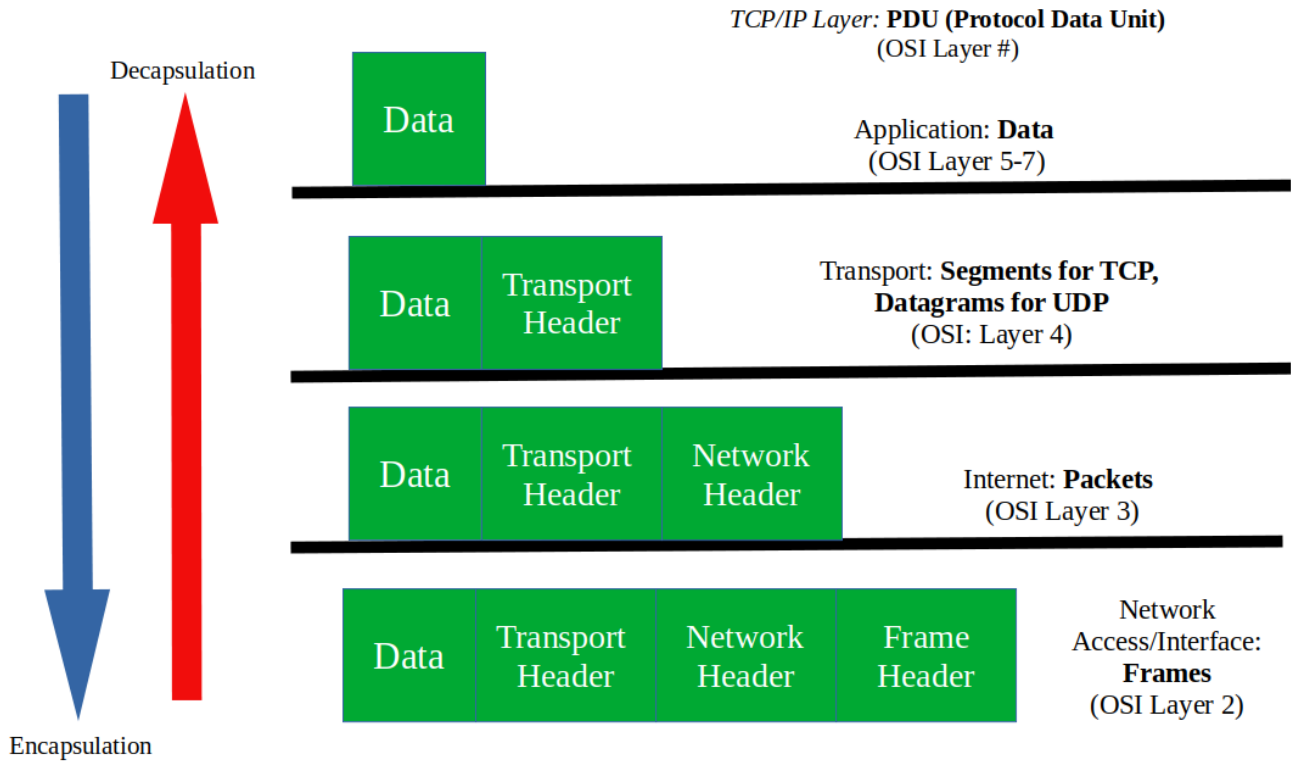 TCP/IP Layer: PDU (Protocol Data Unit)
(OSI Layer #)
Decapsulation
Data
Application: Data
(OSI Layer 5-7)
Data
Transport
Header
Transport: Segments for TCP,
Datagrams for UDP
(OSI: Layer 4)
Data
Transport
Header
Network
Header
Internet: Packets
(OSI Layer 3)
Data
Transport
Header
Network
Header
Frame
Header
Network
Access/Interface:
Frames
(OSI Layer 2)
Encapsulation